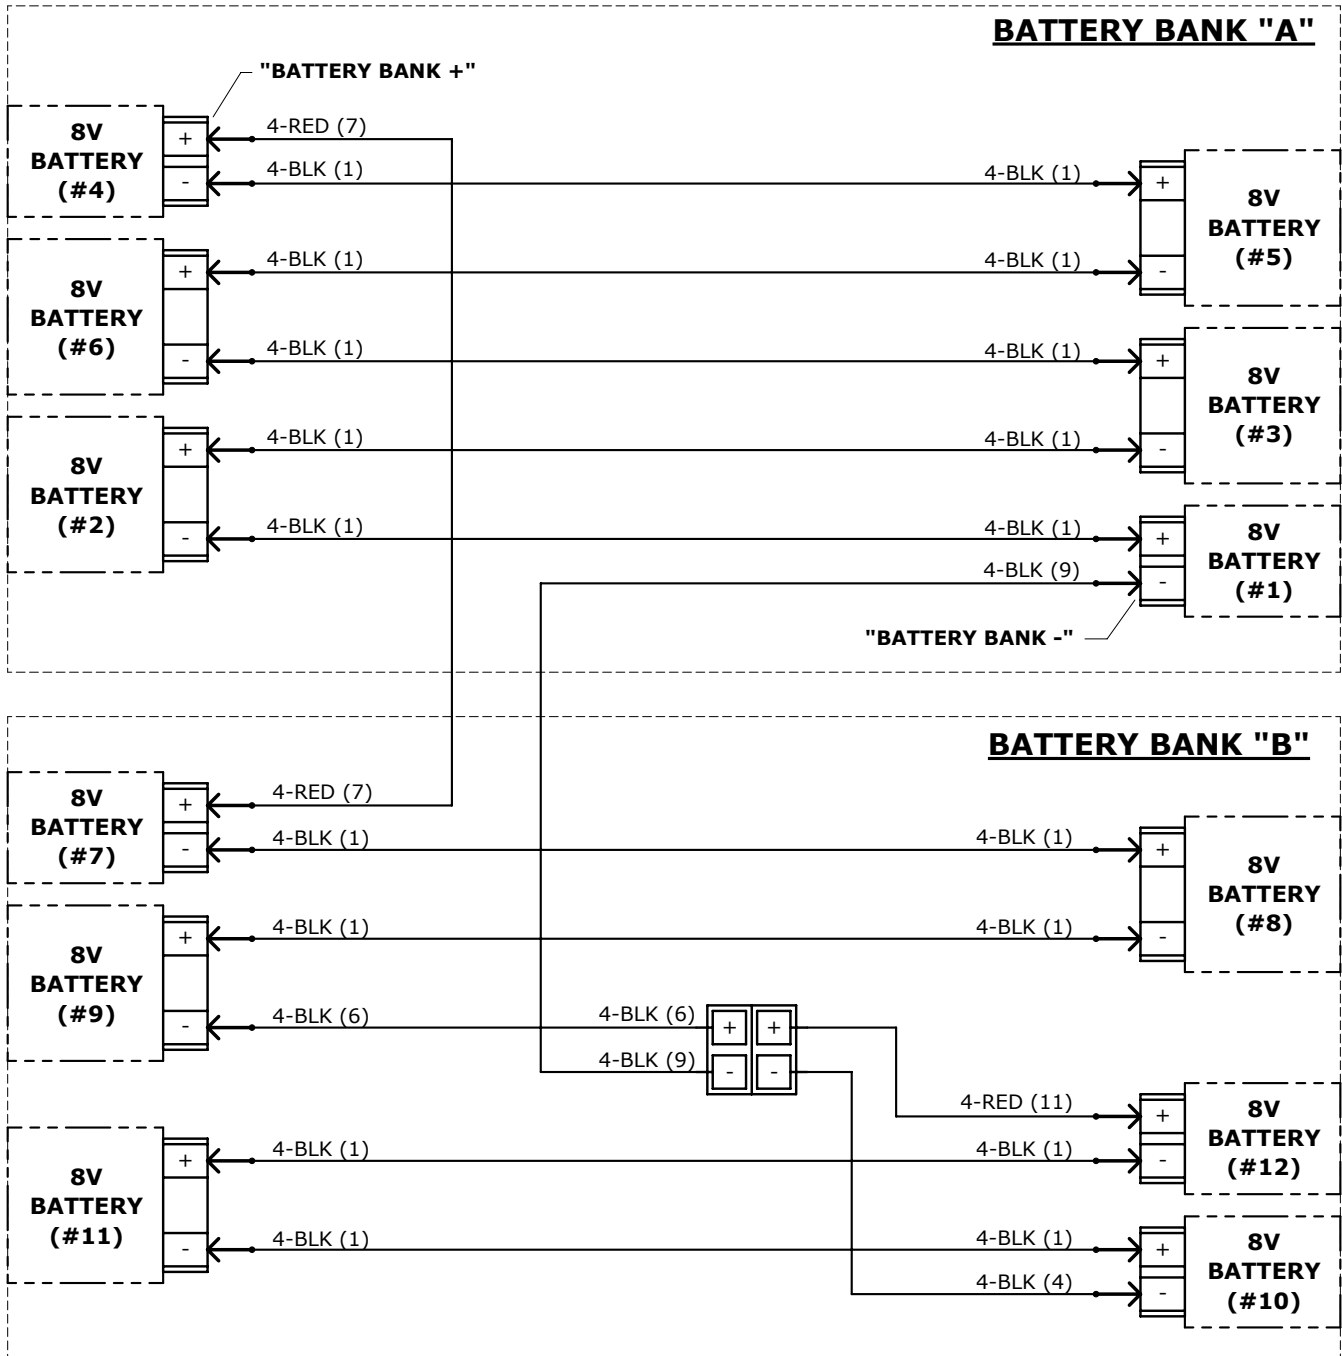 BATTERY BANK "A"
"BATTERY BANK +"
8V
BATTERY
(#4)
+
-
4-RED (7)
4-BLK (1)
4-BLK (1)
+
-
8V
BATTERY
(#5)
8V
BATTERY
(#6)
+
-
4-BLK (1)
4-BLK (1)
4-BLK (1)
4-BLK (1)
+
-
8V
BATTERY
(#3)
8V
BATTERY
(#2)
+
-
4-BLK (1)
4-BLK (1)
4-BLK (1)
4-BLK (1)
4-BLK (9)
+
-
8V
BATTERY
(#1)
"BATTERY BANK -"
BATTERY BANK "B"
8V
BATTERY
(#7)
+
-
4-RED (7)
4-BLK (1)
4-BLK (1)
+
-
8V
BATTERY
(#8)
8V
BATTERY
(#9)
+
-
4-BLK (1)
4-BLK (1)
4-BLK (6)
4-BLK (6)
4-BLK (9)
+ +
- -
4-RED (11)
+
-
8V
BATTERY
(#12)
8V
BATTERY
(#11)
+
-
4-BLK (1)
4-BLK (1)
4-BLK (1)
4-BLK (1)
4-BLK (4)
+
-
8V
BATTERY
(#10)